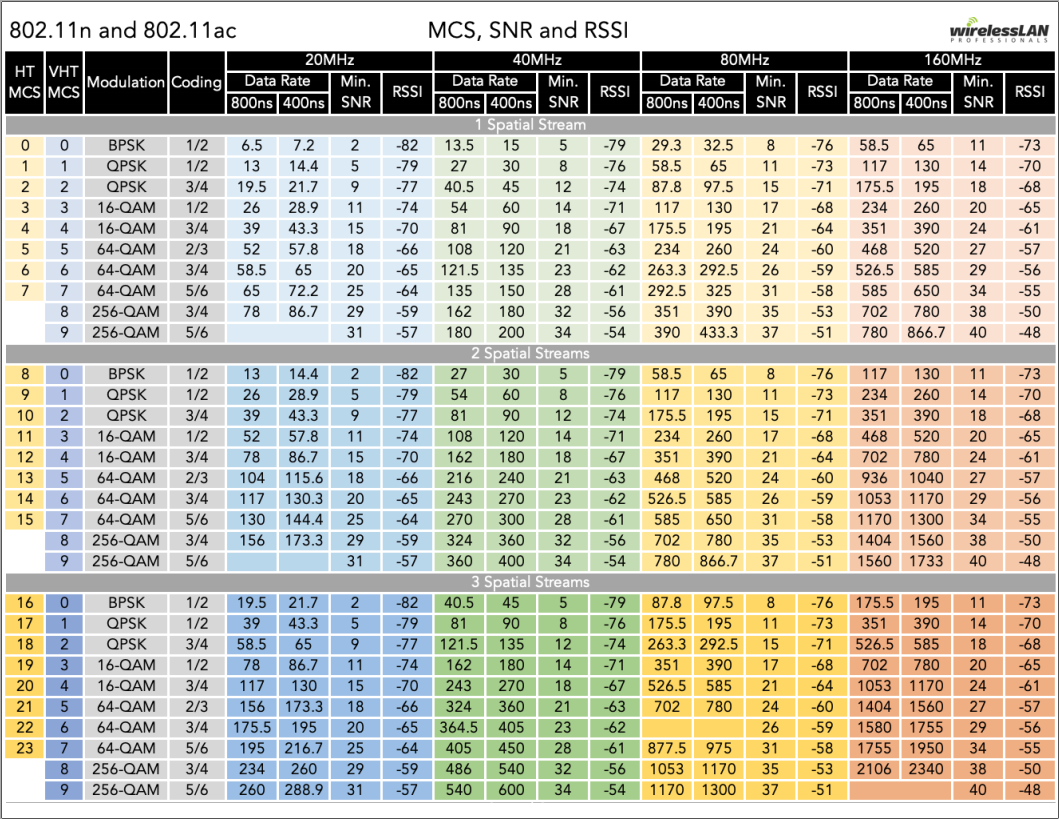 802.11n and 802.11ac MCS, SNR and RSSI wirelessLAN
PROFESSIONALS
HT MCS VHT MCS Modulation Coding 20MHz 40MHz 80MHz 160MHz
Data Rate Min. SNR RSSI Data Rate Min. SNR RSSI Data Rate Min. SNR RSSI Data Rate Min. SNR RSSI
800ns 400ns 800ns 400ns 800ns 400ns 800ns 400ns
1 Spatial Stream
0 0 BPSK 1/2 6.5 7.2 2 -82 13.5 15 5 -79 29.3 32.5 8 -76 58.5 65 11 -73
1 1 QPSK 1/2 13 14.4 5 -79 27 30 8 -76 58.5 65 11 -73 117 130 14 -70
2 2 QPSK 3/4 19.5 21.7 9 -77 40.5 45 12 -74 87.8 97.5 15 -71 175.5 195 18 -68
3 3 16-QAM 1/2 26 28.9 11 -74 54 60 14 -71 117 130 17 -68 234 260 20 -65
4 4 16-QAM 3/4 39 43.3 15 -70 81 90 18 -67 175.5 195 21 -64 351 390 24 -61
5 5 64-QAM 2/3 52 57.8 18 -66 108 120 21 -63 234 260 24 -60 468 520 27 -57
6 6 64-QAM 3/4 58.5 65 20 -65 121.5 135 23 -62 263.3 292.5 26 -59 526.5 585 29 -56
7 7 64-QAM 5/6 65 72.2 25 -64 135 150 28 -61 292.5 325 31 -58 585 650 34 -55
8 256-QAM 3/4 78 86.7 29 -59 162 180 32 -56 351 390 35 -53 702 780 38 -50
9 256-QAM 5/6 31 -57 180 200 34 -54 390 433.3 37 -51 780 866.7 40 -48
2 Spatial Streams
8 0 BPSK 1/2 13 14.4 2 -82 27 30 5 -79 58.5 65 8 -76 117 130 11 -73
9 1 QPSK 1/2 26 28.9 5 -79 54 60 8 -76 117 130 11 -73 234 260 14 -70
10 2 QPSK 3/4 39 43.3 9 -77 81 90 12 -74 175.5 195 15 -71 351 390 18 -68
11 3 16-QAM 1/2 52 57.8 11 -74 108 120 14 -71 234 260 17 -68 468 520 20 -65
12 4 16-QAM 3/4 78 86.7 15 -70 162 180 18 -67 351 390 21 -64 702 780 24 -61
13 5 64-QAM 2/3 104 115.6 18 -66 216 240 21 -63 468 520 24 -60 936 1040 27 -57
14 6 64-QAM 3/4 117 130.3 20 -65 243 270 23 -62 526.5 585 26 -59 1053 1170 29 -56
15 7 64-QAM 5/6 130 144.4 25 -64 270 300 28 -61 585 650 31 -58 1170 1300 34 -55
8 256-QAM 3/4 156 173.3 29 -59 324 360 32 -56 702 780 35 -53 1404 1560 38 -50
9 256-QAM 5/6 31 -57 360 400 34 -54 780 866.7 37 -51 1560 1733 40 -48
3 Spatial Streams
16 0 BPSK 1/2 19.5 21.7 2 -82 40.5 45 5 -79 87.8 97.5 8 -76 175.5 195 11 -73
17 1 QPSK 1/2 39 43.3 5 -79 81 90 8 -76 175.5 195 11 -73 351 390 14 -70
18 2 QPSK 3/4 58.5 65 9 -77 121.5 135 12 -74 263.3 292.5 15 -71 526.5 585 18 -68
19 3 16-QAM 1/2 78 86.7 11 -74 162 180 14 -71 351 390 17 -68 702 780 20 -65
20 4 16-QAM 3/4 117 130 15 -70 243 270 18 -67 526.5 585 21 -64 1053 1170 24 -61
21 5 64-QAM 2/3 156 173.3 18 -66 324 360 21 -63 702 780 24 -60 1404 1560 27 -57
22 6 64-QAM 3/4 175.5 195 20 -65 364.5 405 23 -62 26 -59 1580 1755 29 -56
23 7 64-QAM 5/6 195 216.7 25 -64 405 450 28 -61 877.5 975 31 -58 1755 1950 34 -55
8 256-QAM 3/4 234 260 29 -59 486 540 32 -56 1053 1170 35 -53 2106 2340 38 -50
9 256-QAM 5/6 260 288.9 31 -57 540 600 34 -54 1170 1300 37 -51 40 -48